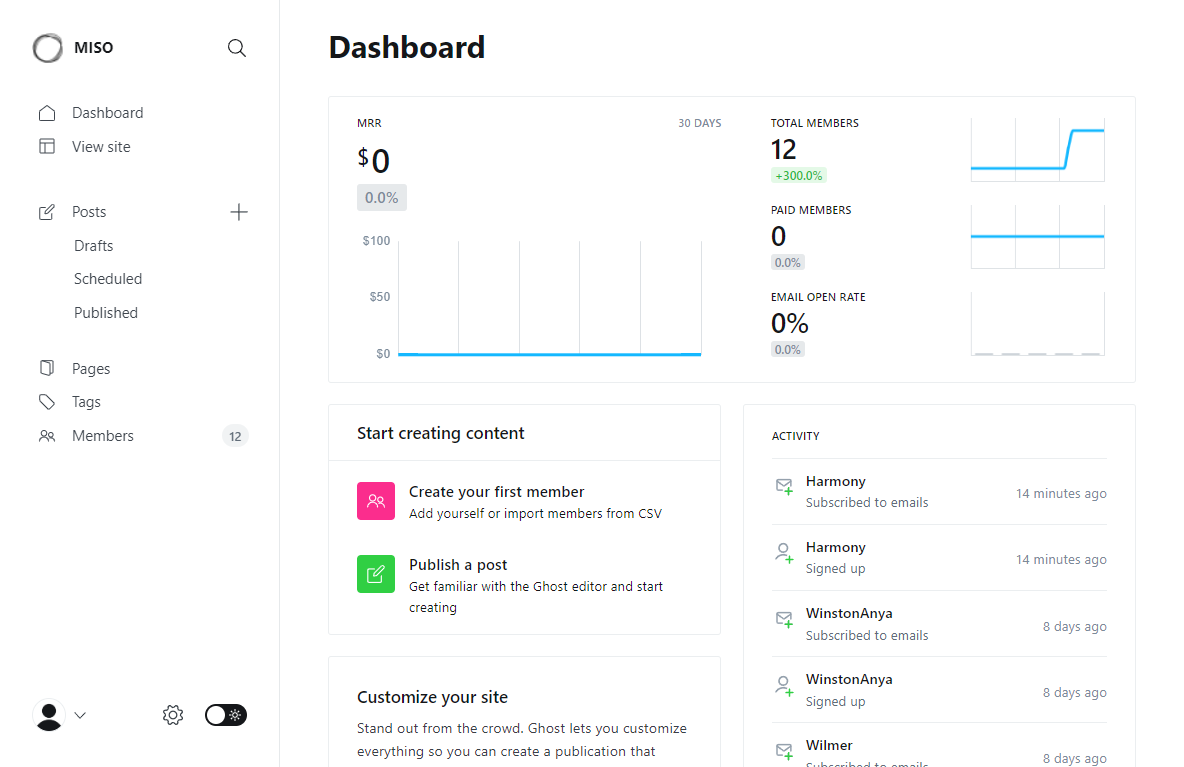 MISO
Dashboard
View site
Posts
Drafts
Scheduled
Published
Pages
Tags
Members 12
Dashboard
MRR 30 DAYS
$0
0.0%
$100
$50
$0
TOTAL MEMBERS
12
+300.0%
PAID MEMBERS
0
0.0%
EMAIL OPEN RATE
0%
0.0%
Start creating content
Create your first member
Add yourself or import members from CSV
Publish a post
Get familiar with the Ghost editor and start
creating
Customize your site
Stand out from the crowd. Ghost lets you customize
everything so you can create a publication that
ACTIVITY
Harmony
Subscribed to emails 14 minutes ago
Harmony
Signed up 14 minutes ago
WinstonAnya
Subscribed to emails 8 days ago
WinstonAnya
Signed up 8 days ago
Wilmer
Subscribed to emails 8 days ago